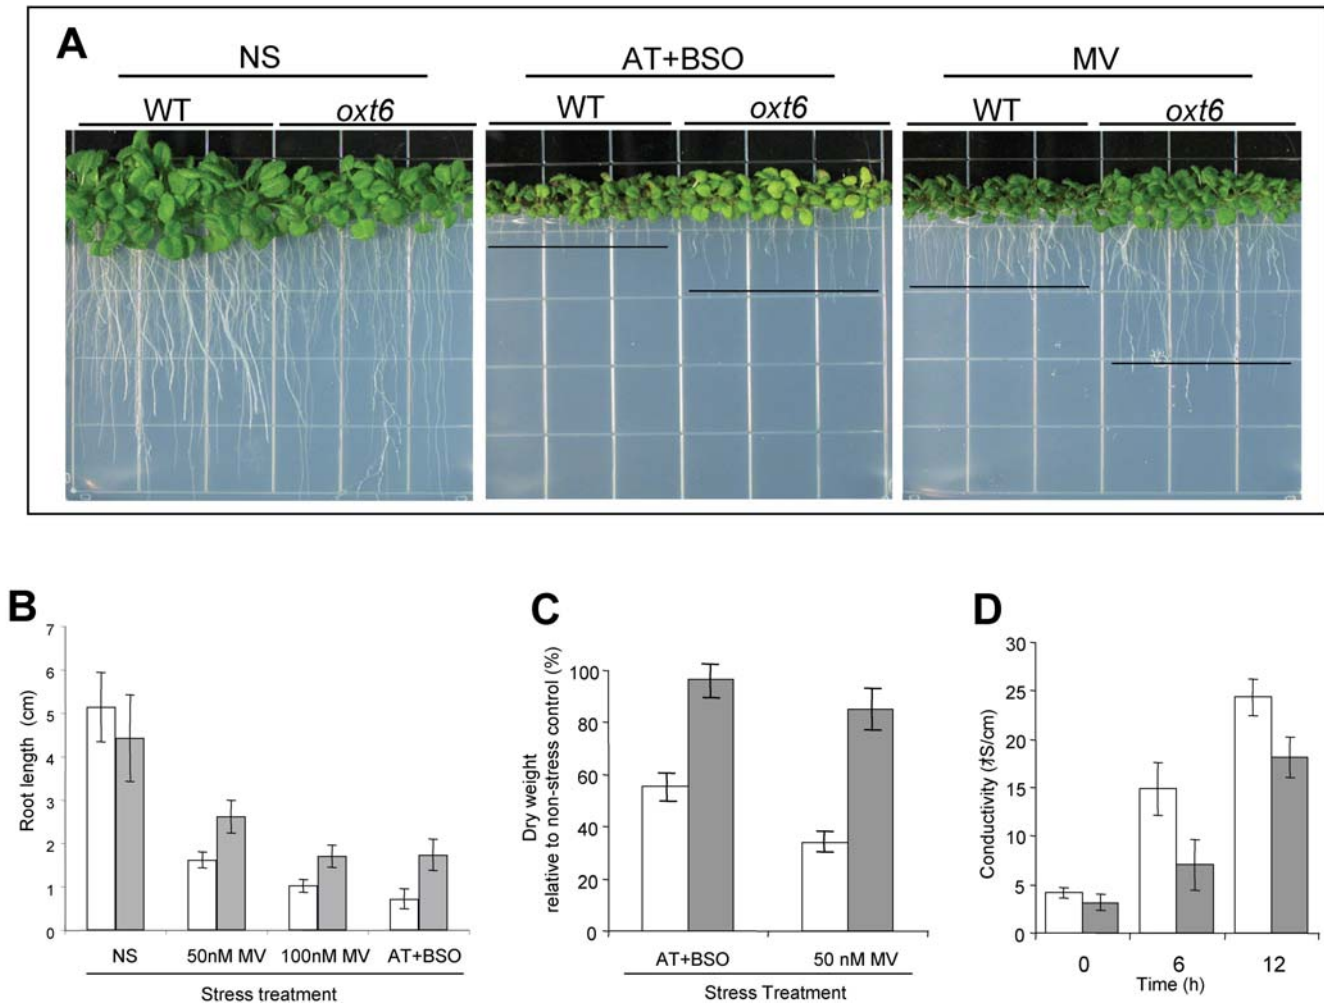 A
NS
AT+BSO
MV
WT
oxt6
WT
oxt6
WT
oxt6
B
Root length (cm)
7
6
5
4
3
2
1
0
NS
50nM MV
100nM MV
AT+BSO
Stress treatment
C
Dry weight
relative to non-stress control (%)
100
80
60
40
20
0
AT+BSO
50 nM MV
Stress Treatment
D
Conductivity
30
25
20
15
10
5
0
0
6
12
Time (h)